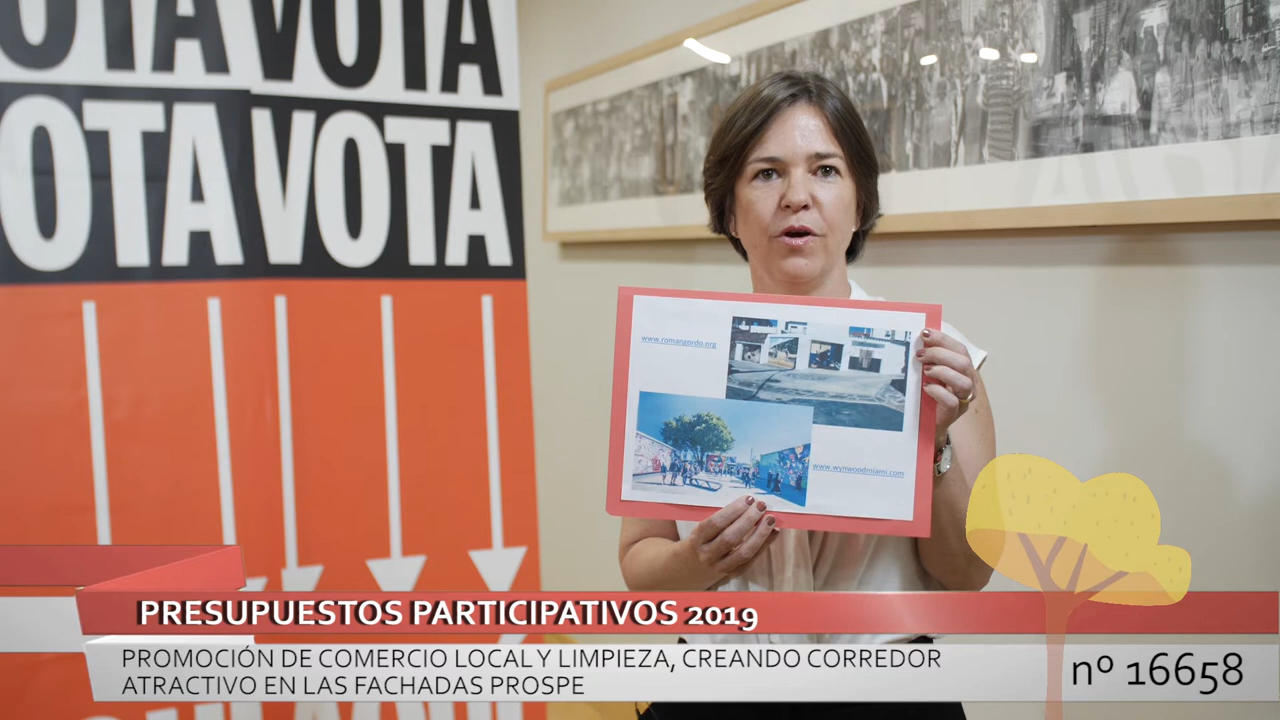 OTAVOTA
OTAVOTA
www.romangordo.org
www.wynwoodmiami.com
PRESUPUESTOS PARTICIPATIVOS 2019
PROMOCIÓN DE COMERCIO LOCAL Y LIMPIEZA, CREANDO CORREDOR
ATRACTIVO EN LAS FACHADAS PROSPE
nº 16658